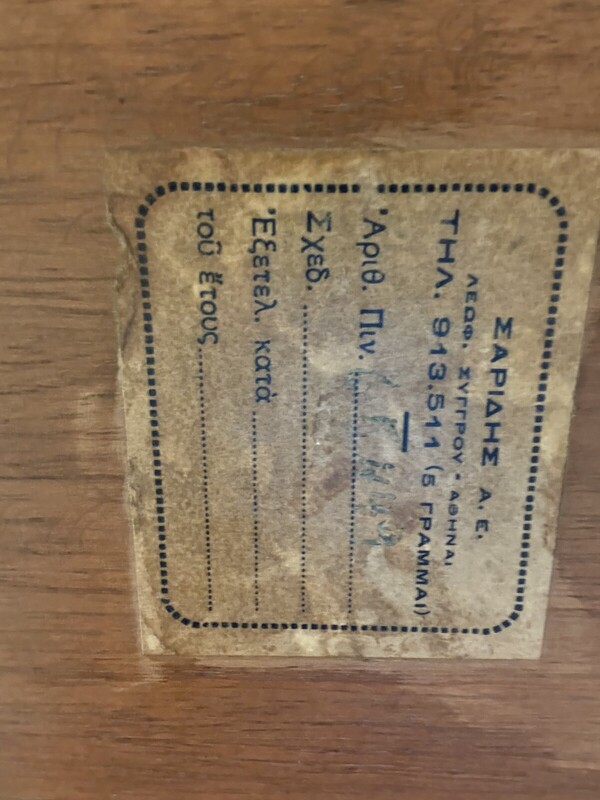 ΣΑΡΙΔΗΣ Α.Ε.
ΛΕΩΦ. ΣΥΓΓΡΟΥ - ΑΘΗΝΑΙ
ΤΗΛ. 913.511 (5 ΓΡΑΜΜΑΙ)
Ἀριθ. Πιν.
Σχεδ.
Ἐξετελ. κατὰ
τοῦ ἔτους